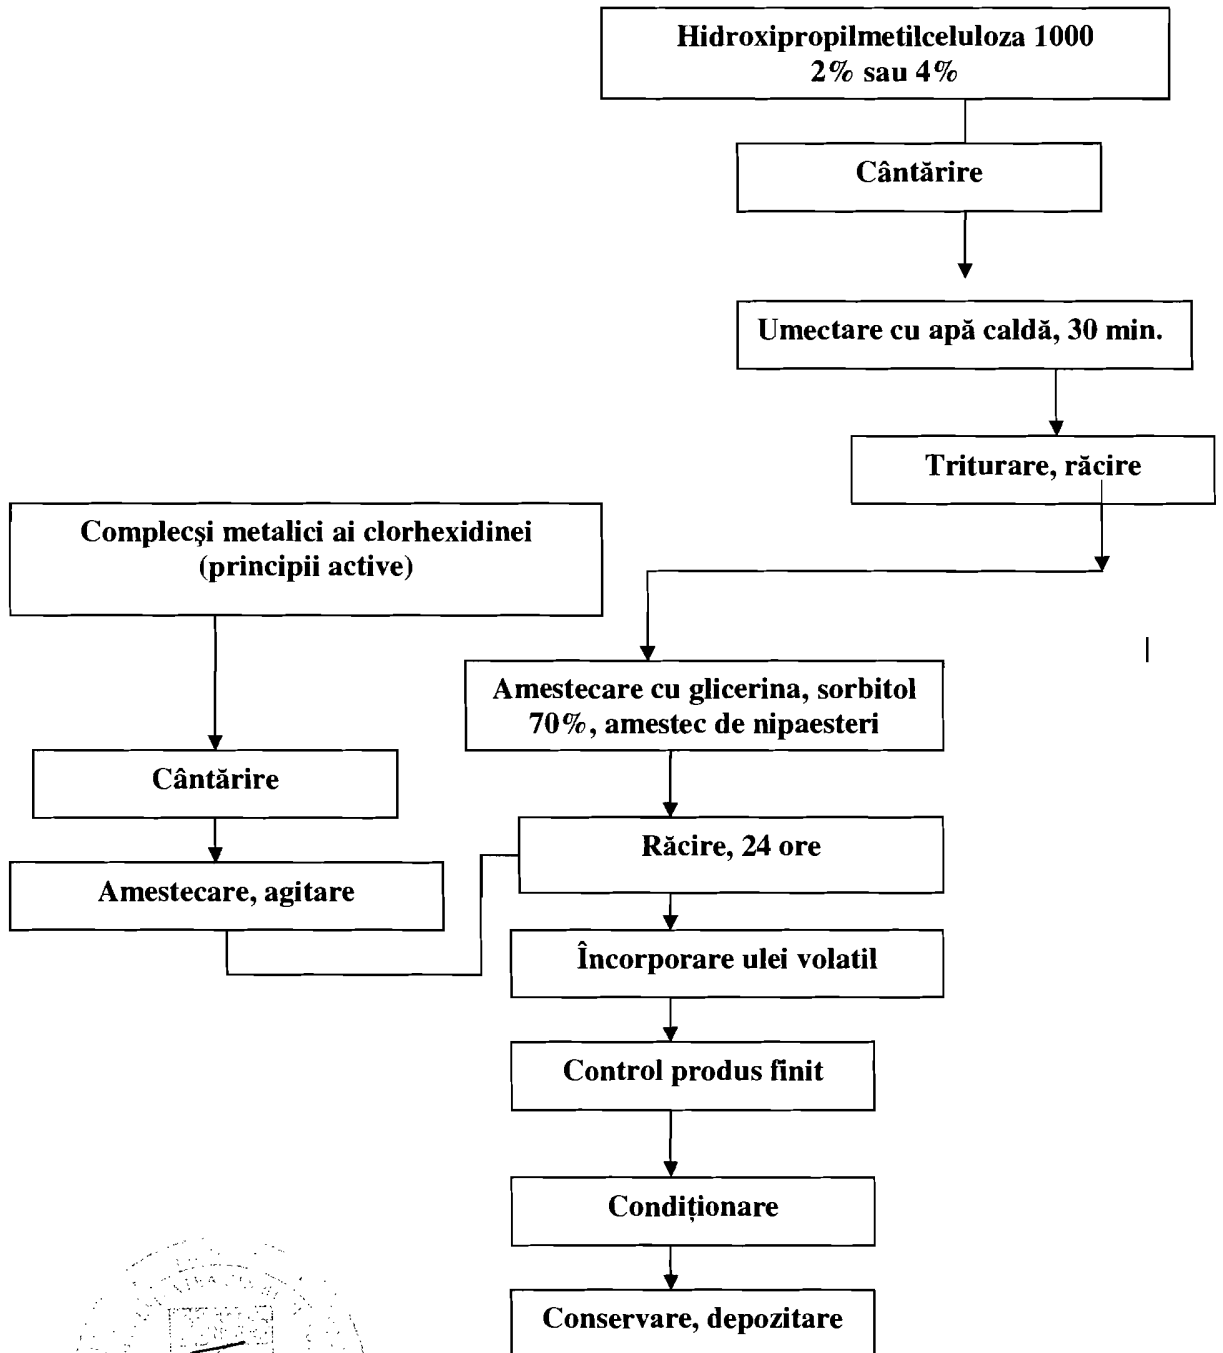 Hidroxipropilmetilceluloza 1000
2% sau 4%
Cântărire
Umectare cu apă caldă, 30 min.
Triturare, răcire
Complecşi metalici ai clorhexidinei
(principii active)
Amestecare cu glicerina, sorbitol
70%, amestec de nipaesteri
Cântărire
Răcire, 24 ore
Amestecare, agitare
Încorporare ulei volatil
Control produs finit
Condiţionare
Conservare, depozitare